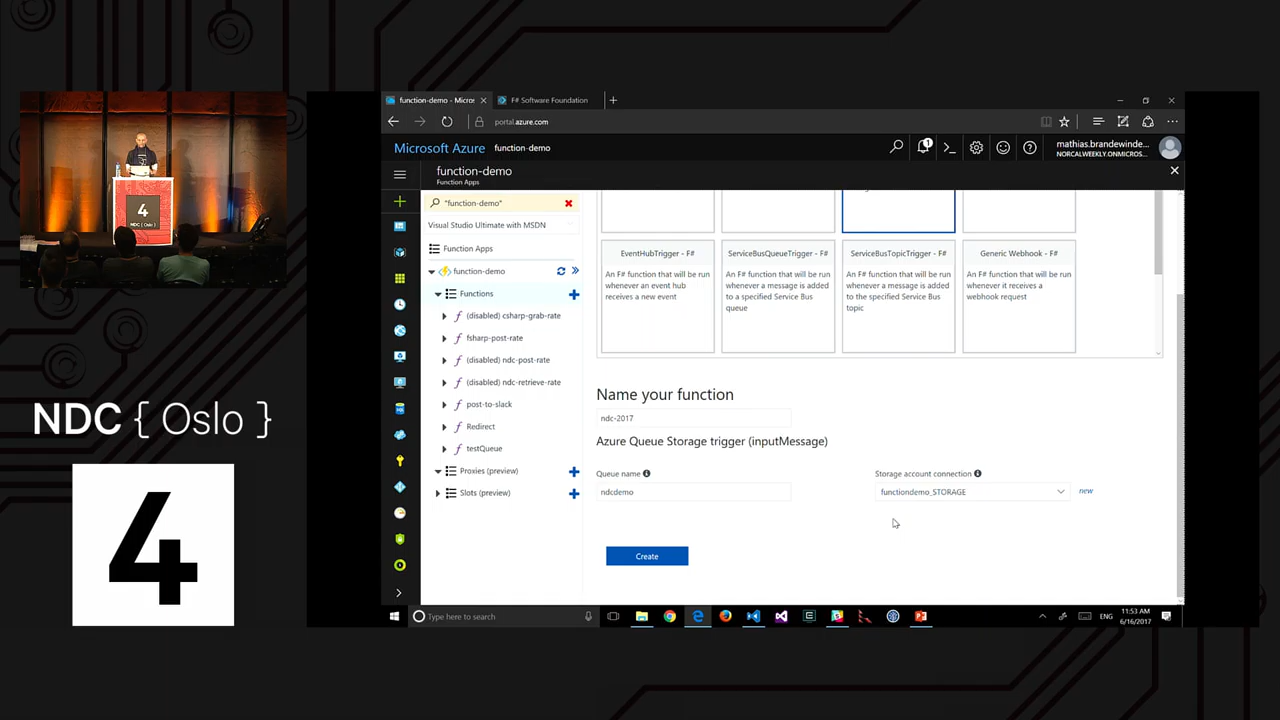 function-demo - Micros
F# Software Foundation
portal.azure.com
Microsoft Azure
function-demo
1
mathias.brandewinde...
NORCALWEEKLY.ONMICROS...
function-demo
Function Apps
"function-demo"
Visual Studio Ultimate with MSDN
Function Apps
function-demo
Functions
(disabled) csharp-grab-rate
fsharp-post-rate
(disabled) ndc-post-rate
(disabled) ndc-retrieve-rate
post-to-slack
Redirect
testQueue
Proxies (preview)
Slots (preview)
EventHubTrigger - F#
An F# function that will be run
whenever an event hub
receives a new event
ServiceBusQueueTrigger - F#
An F# function that will be run
whenever a message is added
to a specified Service Bus
queue
ServiceBusTopicTrigger - F#
An F# function that will be run
whenever a message is added
to the specified Service Bus
topic
Generic Webhook - F#
An F# function that will be run
whenever it receives a
webhook request
Name your function
ndc-2017
Azure Queue Storage trigger (inputMessage)
Queue name
ndcdemo
Storage account connection
functiondemo_STORAGE
new
Create
Type here to search
ENG
11:53 AM
6/16/2017
4
NDC { Oslo }
NDC { Oslo }
4